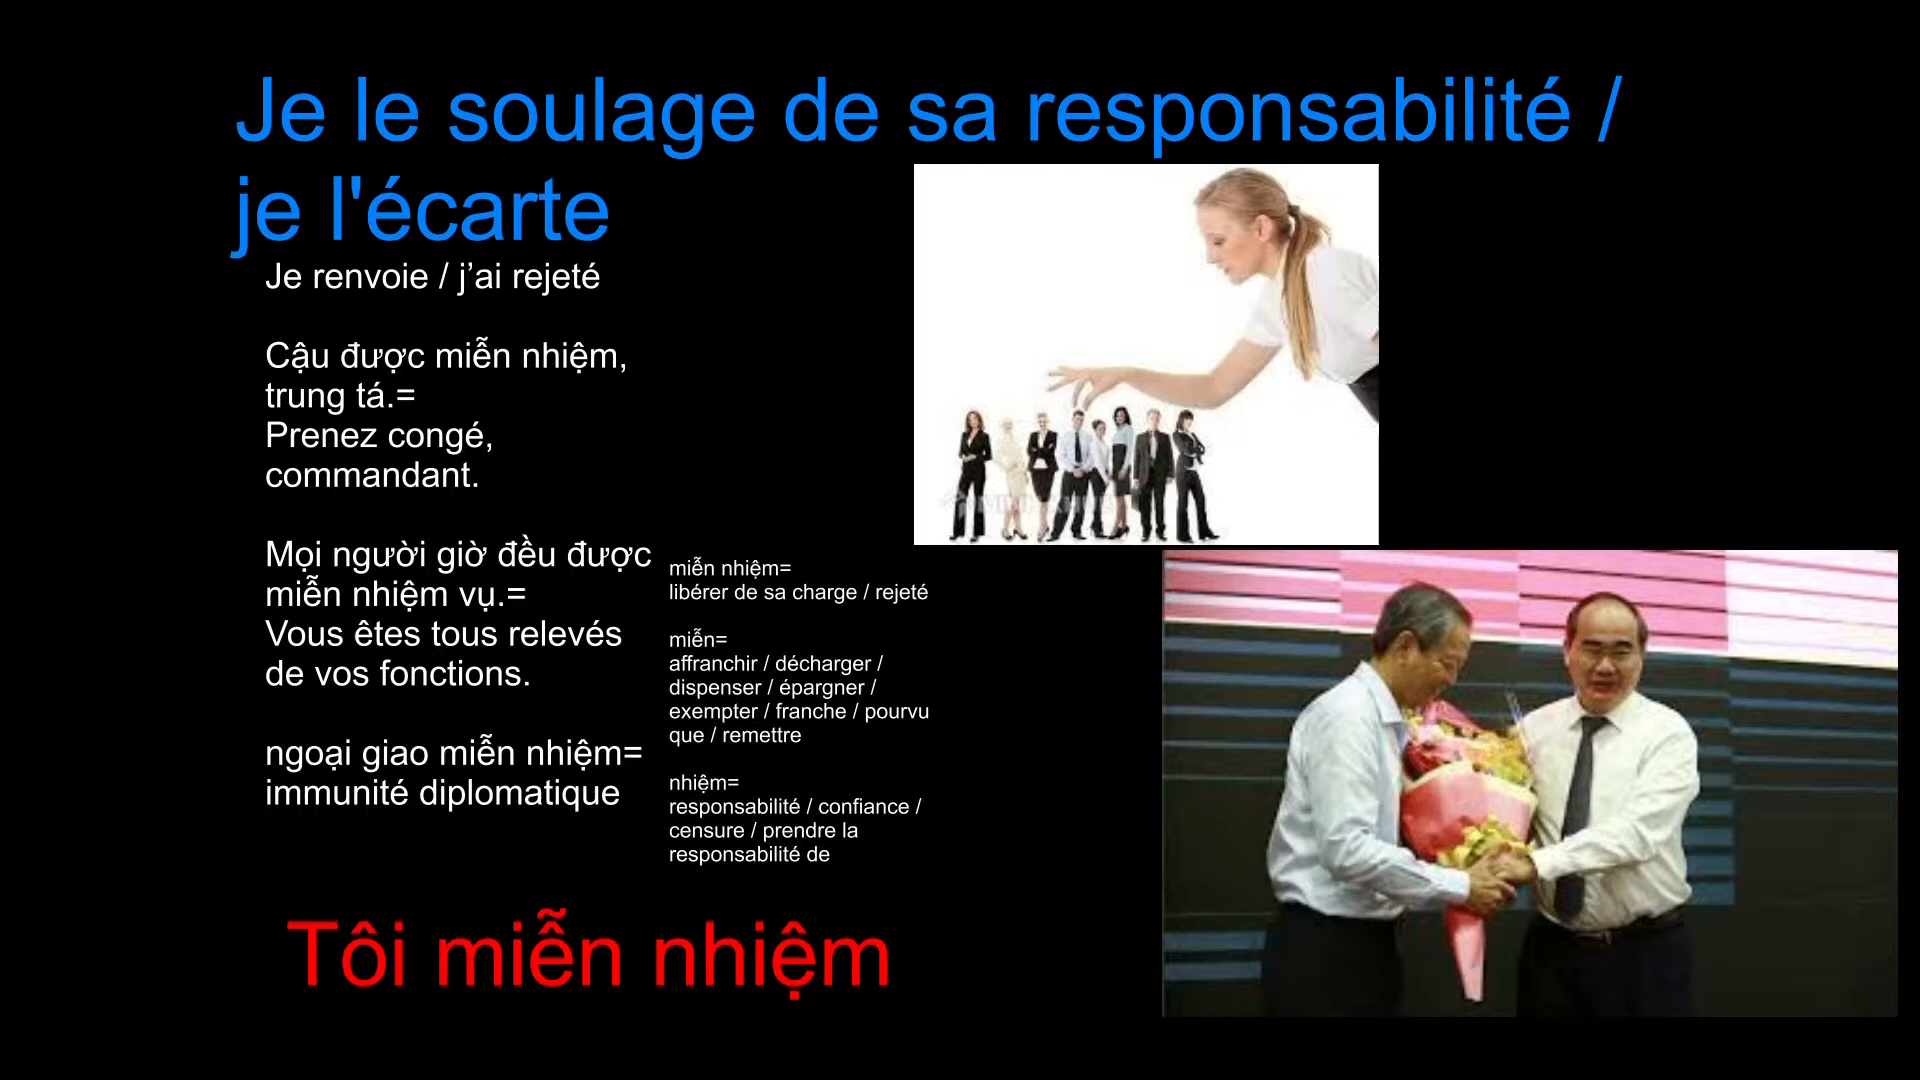 Je le soulage de sa responsabilité /
je l'écarte
Je renvoie / j’ai rejeté
Cậu được miễn nhiệm,
trung tá.=
Prenez congé,
commandant.
Mọi người giờ đều được
miễn nhiệm vụ.=
Vous êtes tous relevés
de vos fonctions.
ngoại giao miễn nhiệm=
immunité diplomatique
miễn nhiệm=
libérer de sa charge / rejeté
miễn=
affranchir / décharger /
dispenser / épargner /
exempter / franche / pourvu
que / remettre
nhiệm=
responsabilité / confiance /
censure / prendre la
responsabilité de
Tôi miễn nhiệm